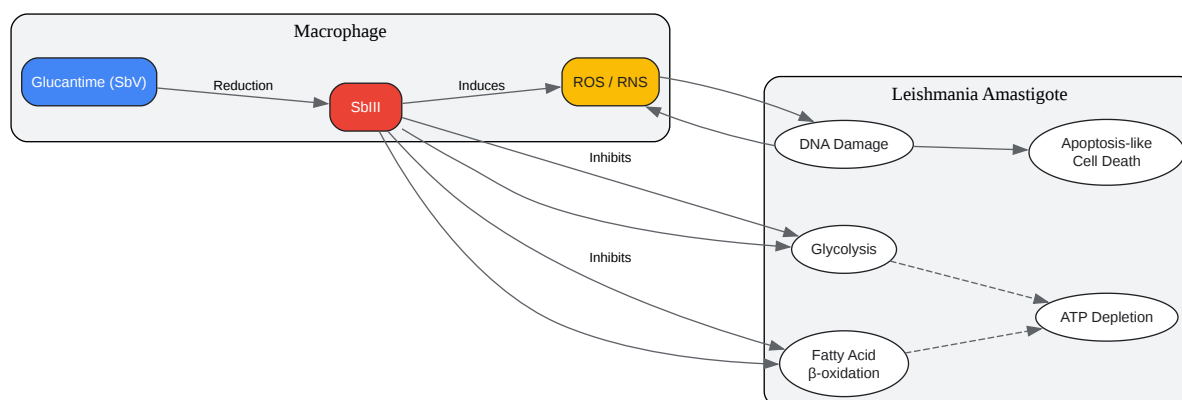 Macrophage
Glucantime (SbV)
Reduction
SbIII
Induces
ROS / RNS
Leishmania Amastigote
DNA Damage
Apoptosis-like
Cell Death
Inhibits
Glycolysis
Inhibits
ATP Depletion
Fatty Acid
β-oxidation